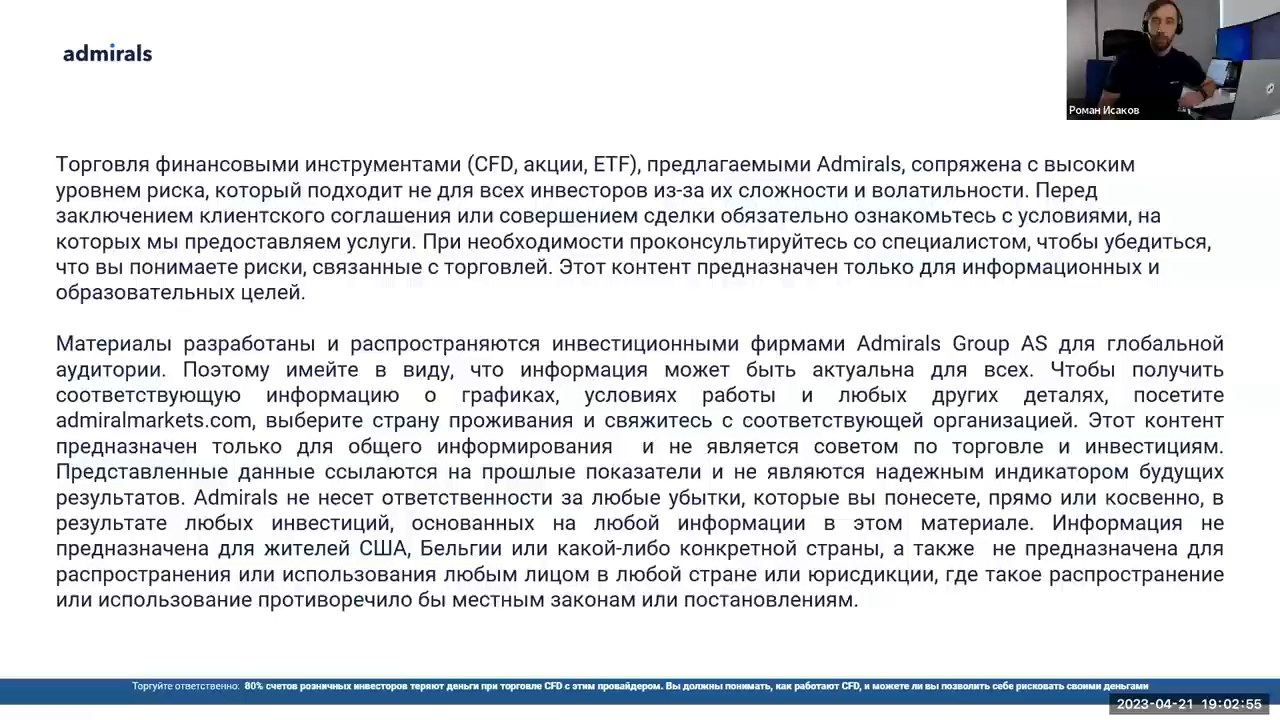 admirals
Роман Исаков
Торговля финансовыми инструментами (CFD, акции, ETF), предлагаемыми Admirals, сопряжена с высоким
уровнем риска, который подходит не для всех инвесторов из-за их сложности и волатильности. Перед
заключением клиентского соглашения или совершением сделки обязательно ознакомьтесь с условиями, на
которых мы предоставляем услуги. При необходимости проконсультируйтесь со специалистом, чтобы убедиться,
что вы понимаете риски, связанные с торговлей. Этот контент предназначен только для информационных и
образовательных целей.
Материалы разработаны и распространяются инвестиционными фирмами Admirals Group AS для глобальной
аудитории. Поэтому имейте в виду, что информация может быть актуальна для всех. Чтобы получить
соответствующую информацию о графиках, условиях работы и любых других деталях, посетите
admiralmarkets.com, выберите страну проживания и свяжитесь с соответствующей организацией. Этот контент
предназначен только для общего информирования и не является советом по торговле и инвестициям.
Представленные данные ссылаются на прошлые показатели и не являются надежным индикатором будущих
результатов. Admirals не несет ответственности за любые убытки, которые вы понесете, прямо или косвенно, в
результате любых инвестиций, основанных на любой информации в этом материале. Информация не
предназначена для жителей США, Бельгии или какой-либо конкретной страны, а также не предназначена для
распространения или использования любым лицом в любой стране или юрисдикции, где такое распространение
или использование противоречило бы местным законам или постановлениям.
Торгуйте ответственно: 80% счетов розничных инвесторов теряют деньги при торговле CFD с этим провайдером. Вы должны понимать, как работают CFD, и можете ли вы позволить себе рисковать своими деньгами
2023-04-21 19:02:55